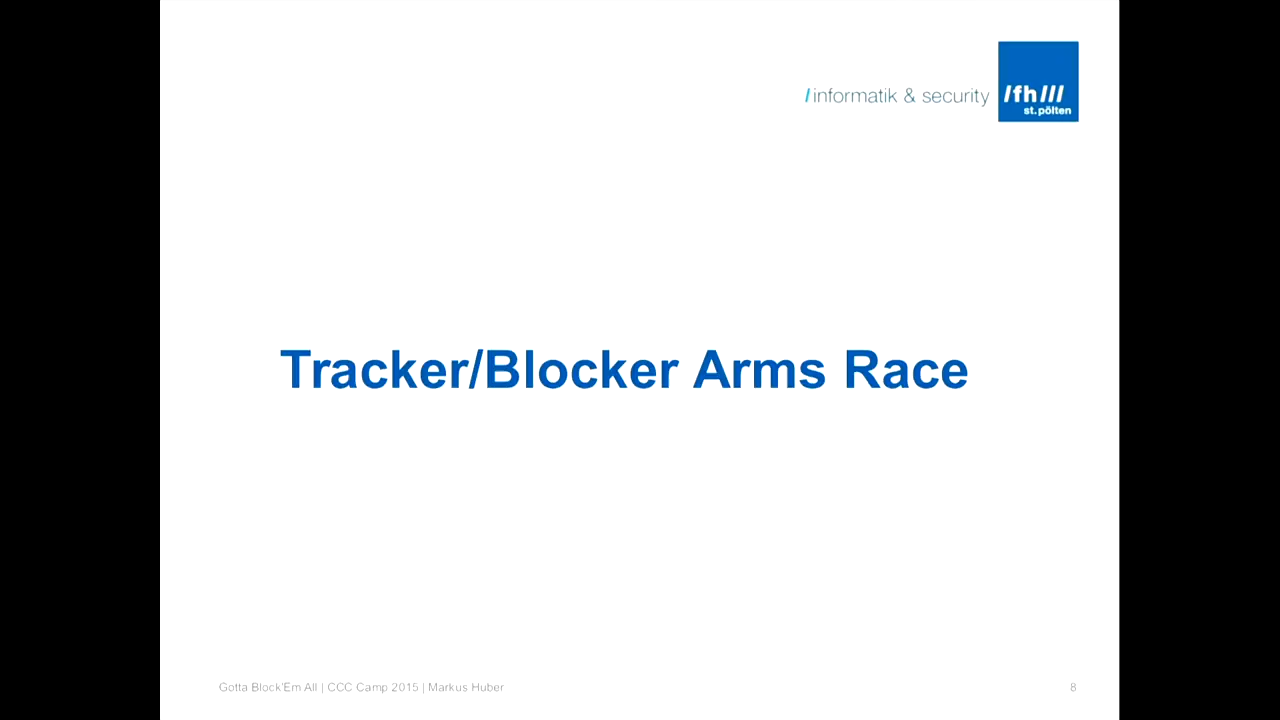 /informatik & security
/fh///
st.pölten
Tracker/Blocker Arms Race
Gotta Block'Em All | CCC Camp 2015 | Markus Huber
8